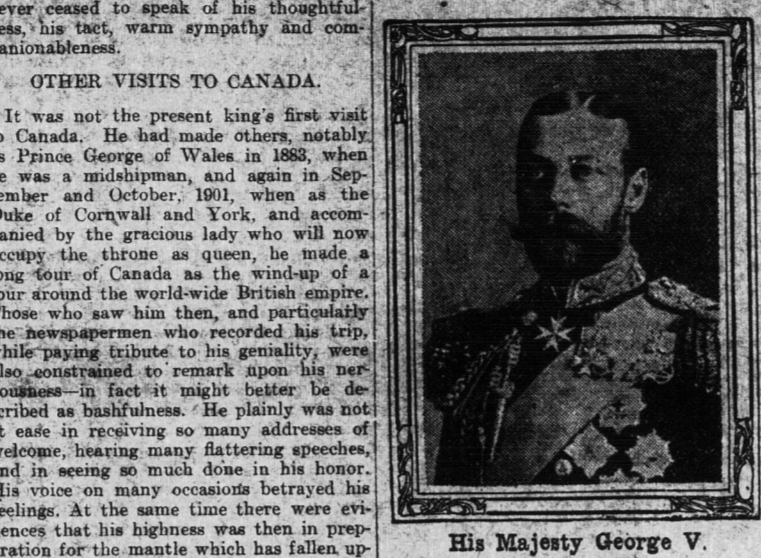 ever ceased to speak of his thoughtful-
ess, his tact, warm sympathy and com-
anionableness.
OTHER VISITS TO CANADA.
It was not the present king's first visit
o Canada. He had made others, notably
s Prince George of Wales in 1883, when
e was a midshipman, and again in Sep-
ember and October, 1901, when as the
Duke of Cornwall and York, and accom-
anied by the gracious lady who will now
ccupy the throne as queen, he made a
ong tour of Canada as the wind-up of a
our around the world-wide British empire.
hose who saw him then, and particularly
he newspapermen who recorded his trip,
hile paying tribute to his geniality, were
lso constrained to remark upon his ner-
ousness—in fact it might better be de-
cribed as bashfulness. He plainly was not
t ease in receiving so many addresses of
welcome, hearing many flattering speeches,
nd in seeing so much done in his honor.
His voice on many occasions betrayed his
eelings. At the same time there were evi-
ences that his highness was then in prep-
ration for the mantle which has fallen up-
His Majesty George V.